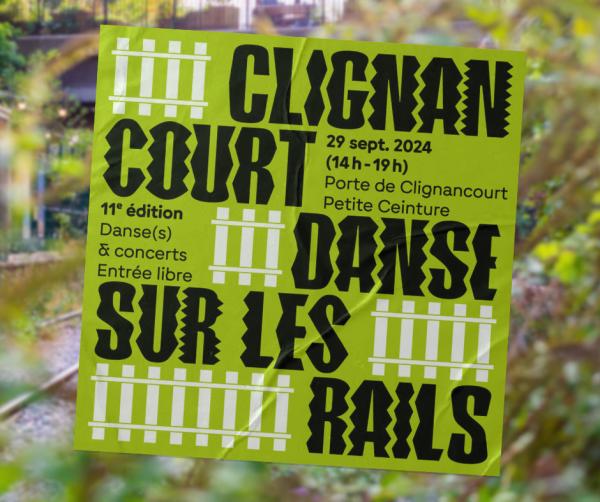 CLIGNAN
COURT
29 sept. 2024
(14h-19h)
Porte de Clignancourt
Petite Ceinture
11e édition
Danse(s)
& concerts
Entrée libre
DANSE
SUR LES
RAILS